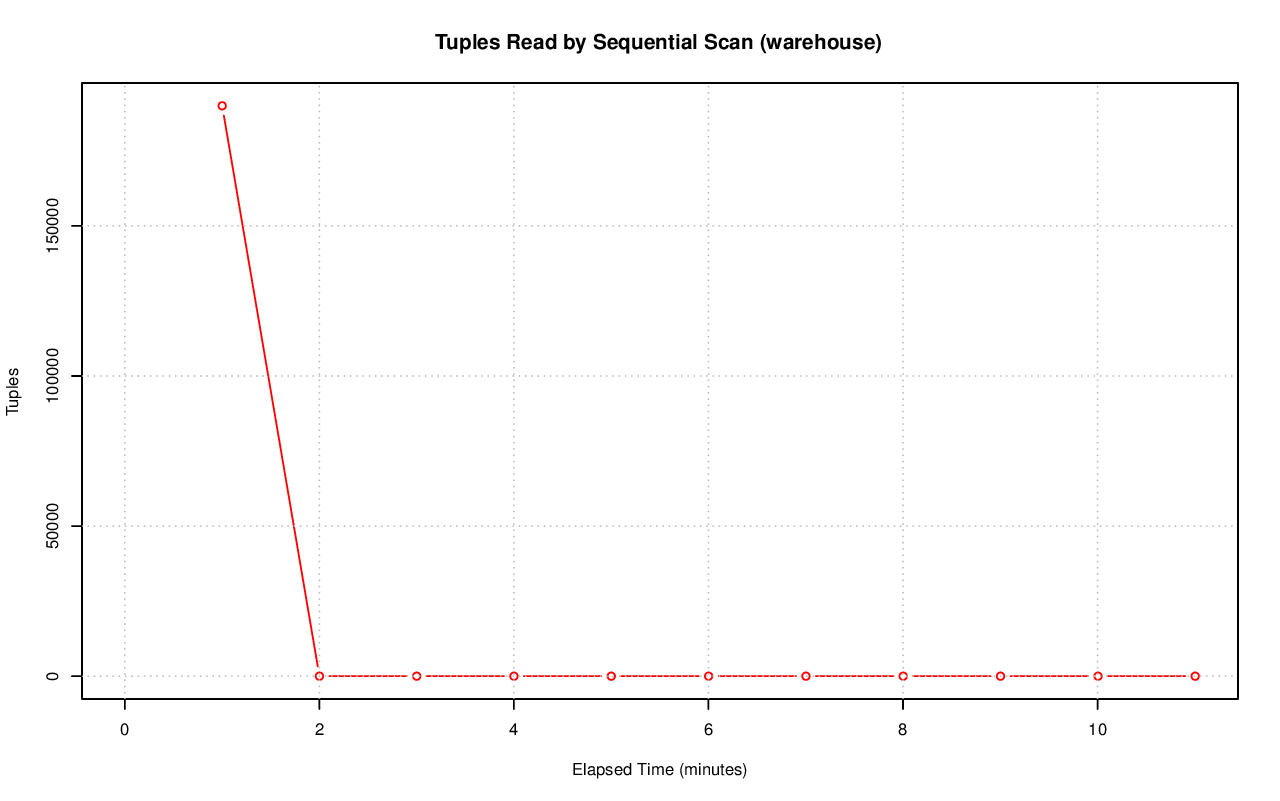 Tuples Read by Sequential Scan (warehouse)
Tuples
150000
100000
50000
0
0 2 4 6 8 10
Elapsed Time (minutes)